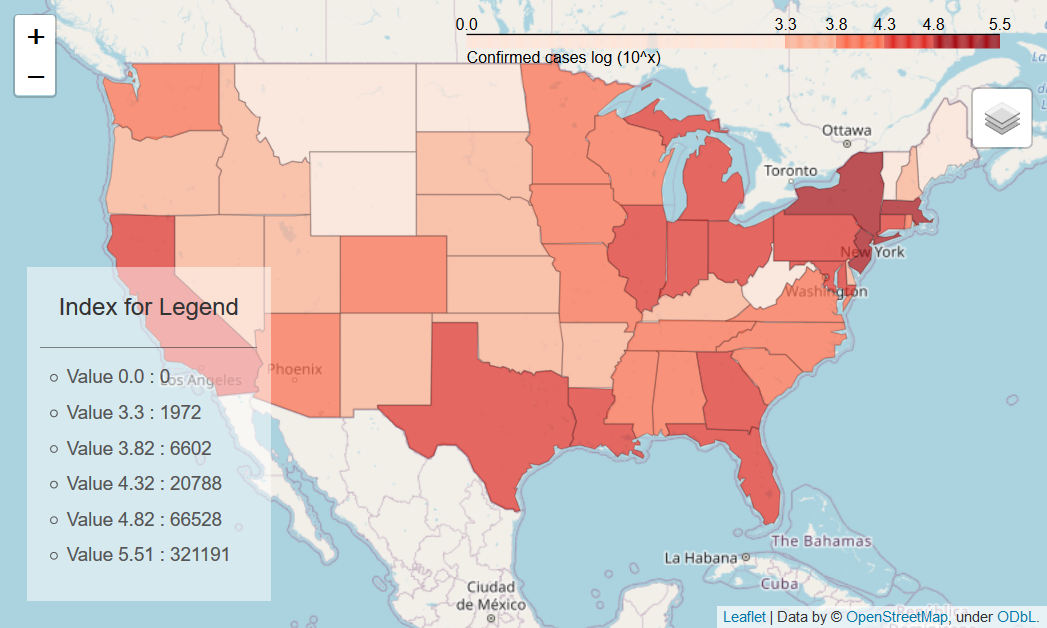 +
−
0.0 3.3 3.8 4.3 4.8 5.5
Confirmed cases log (10^x)
Ottawa
Toronto
New York
Washington
Index for Legend
Value 0.0 : 0
Value 3.3 : 1972
Value 3.82 : 6602
Value 4.32 : 20788
Value 4.82 : 66528
Value 5.51 : 321191
Phoenix
Los Angeles
The Bahamas
La Habana
Cuba
Ciudad
de México
Leaflet | Data by © OpenStreetMap, under ODbL.